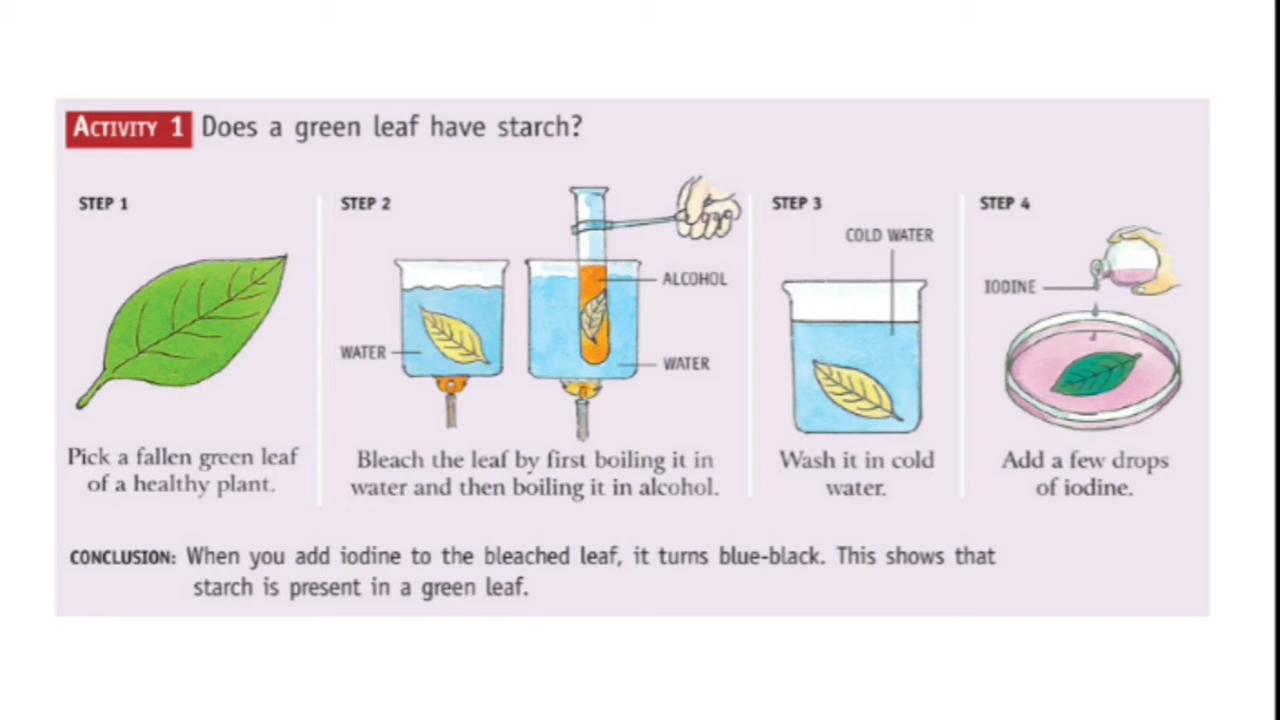 ACTIVITY 1 Does a green leaf have starch?
STEP 1
Pick a fallen green leaf
of a healthy plant.
STEP 2
WATER
ALCOHOL
WATER
Bleach the leaf by first boiling it in
water and then boiling it in alcohol.
STEP 3
COLD WATER
Wash it in cold
water.
STEP 4
IODINE
Add a few drops
of iodine.
CONCLUSION: When you add iodine to the bleached leaf, it turns blue-black. This shows that
starch is present in a green leaf.